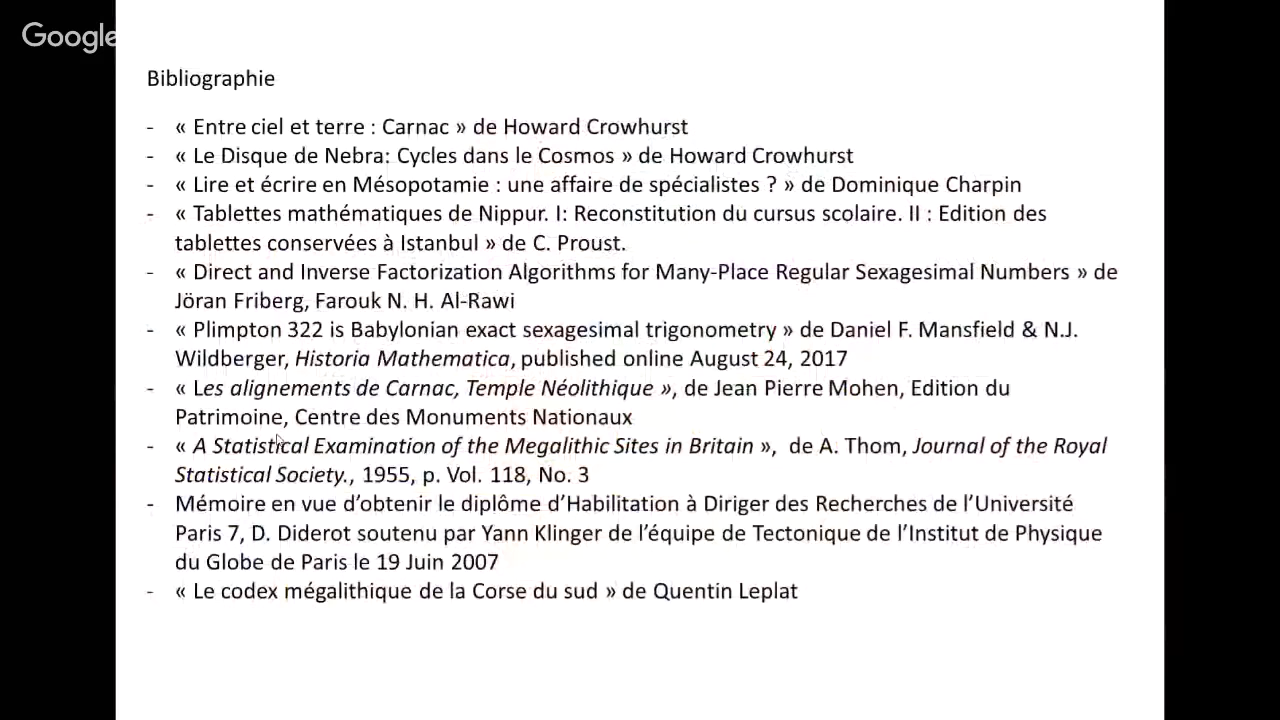 Google
Bibliographie
- « Entre ciel et terre : Carnac » de Howard Crowhurst
- « Le Disque de Nebra: Cycles dans le Cosmos » de Howard Crowhurst
- « Lire et écrire en Mésopotamie : une affaire de spécialistes ? » de Dominique Charpin
- « Tablettes mathématiques de Nippur. I: Reconstitution du cursus scolaire. II : Edition des
tablettes conservées à Istanbul » de C. Proust.
- « Direct and Inverse Factorization Algorithms for Many-Place Regular Sexagesimal Numbers » de
Jöran Friberg, Farouk N. H. Al-Rawi
- « Plimpton 322 is Babylonian exact sexagesimal trigonometry » de Daniel F. Mansfield & N.J.
Wildberger, Historia Mathematica, published online August 24, 2017
- « Les alignements de Carnac, Temple Néolithique », de Jean Pierre Mohen, Edition du
Patrimoine, Centre des Monuments Nationaux
- « A Statistical Examination of the Megalithic Sites in Britain », de A. Thom, Journal of the Royal
Statistical Society., 1955, p. Vol. 118, No. 3
- Mémoire en vue d'obtenir le diplôme d'Habilitation à Diriger des Recherches de l'Université
Paris 7, D. Diderot soutenu par Yann Klinger de l'équipe de Tectonique de l'Institut de Physique
du Globe de Paris le 19 Juin 2007
- « Le codex mégalithique de la Corse du sud » de Quentin Leplat